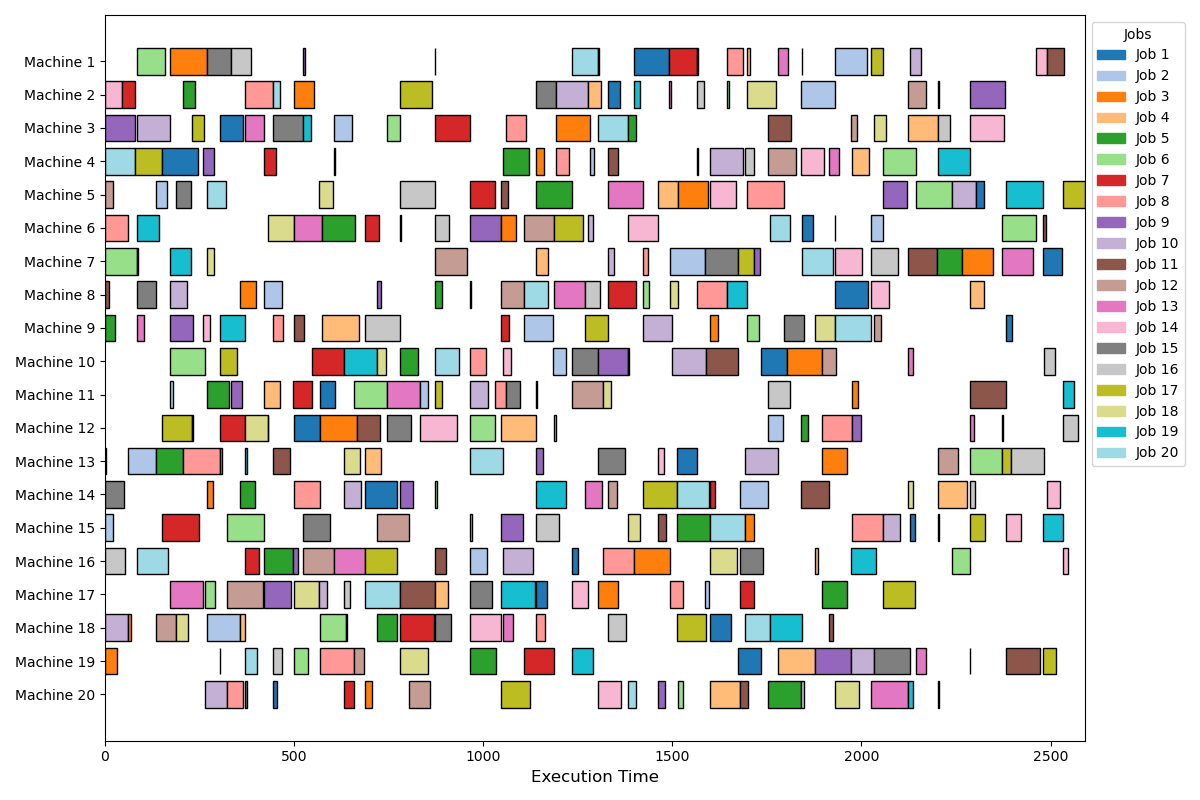 Machine 1
Machine 2
Machine 3
Machine 4
Machine 5
Machine 6
Machine 7
Machine 8
Machine 9
Machine 10
Machine 11
Machine 12
Machine 13
Machine 14
Machine 15
Machine 16
Machine 17
Machine 18
Machine 19
Machine 20
0 500 1000 1500 2000 2500
Execution Time
Jobs
Job 1
Job 2
Job 3
Job 4
Job 5
Job 6
Job 7
Job 8
Job 9
Job 10
Job 11
Job 12
Job 13
Job 14
Job 15
Job 16
Job 17
Job 18
Job 19
Job 20